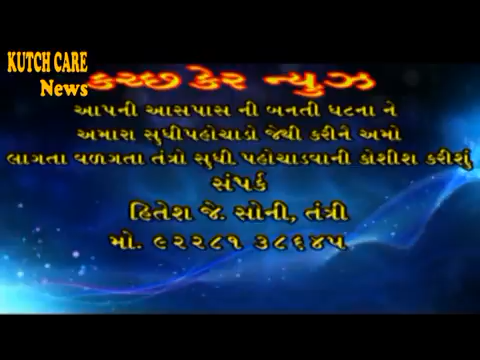 KUTCH CARE
News
કચ્છ કેર ન્યુઝ
આપની આસપાસ ની બનતી ઘટના ને
અમારા સુધીપહોચાડો જેથી કરીને અમો
લાગતા વળગતા તંત્રો સુધી પહોચાડવાની કોશીશ કરીશું
સંપર્ક
હિતેશ જે. સોની, તંત્રી
મો. ૯૨૨૮૧ ૩૮૬૪૫